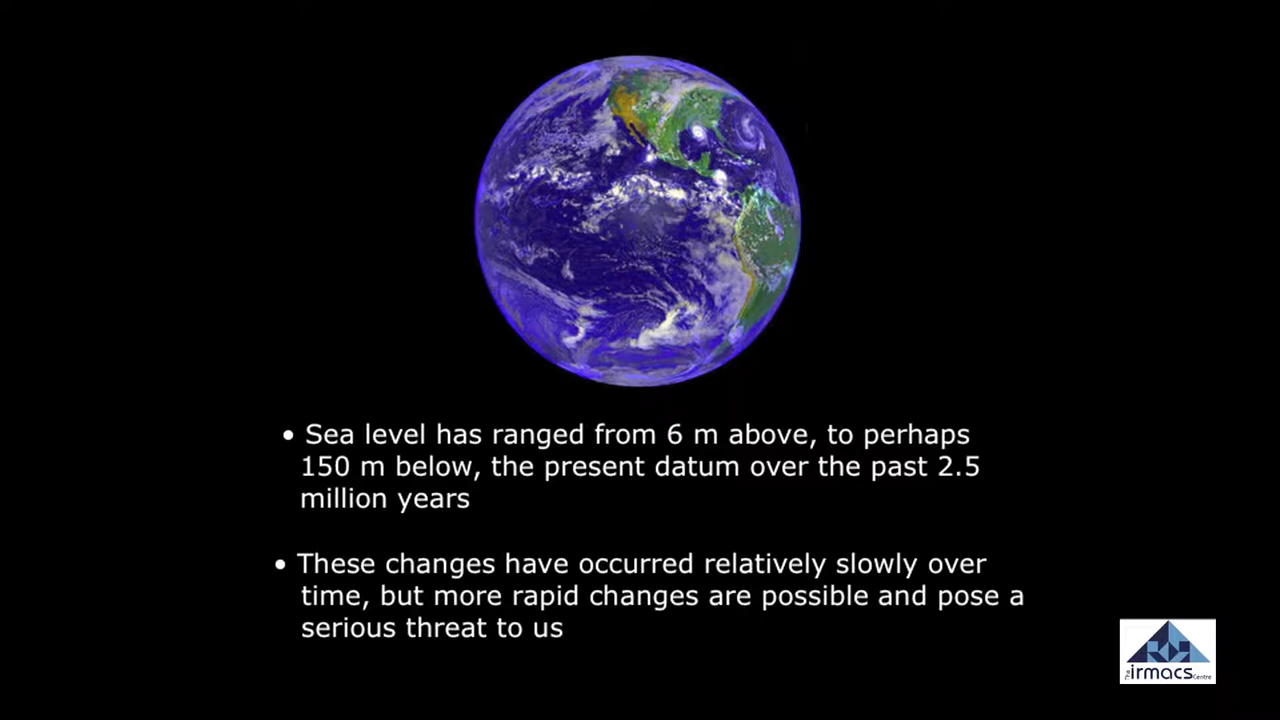 • Sea level has ranged from 6 m above, to perhaps
150 m below, the present datum over the past 2.5
million years
• These changes have occurred relatively slowly over
time, but more rapid changes are possible and pose a
serious threat to us
The irmacs Centre